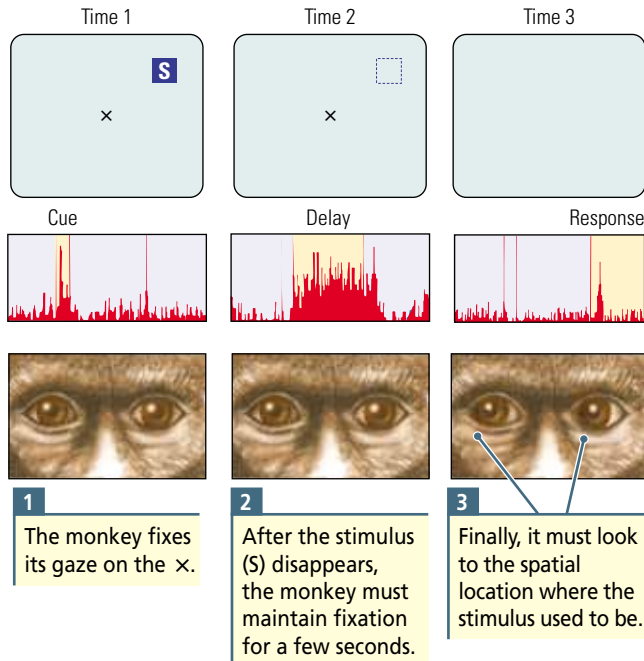 Time 1
Time 2
Time 3
S
×
×
Cue
Delay
Response
1
The monkey fixes
its gaze on the ×.
2
After the stimulus
(S) disappears,
the monkey must
maintain fixation
for a few seconds.
3
Finally, it must look
to the spatial
location where the
stimulus used to be.